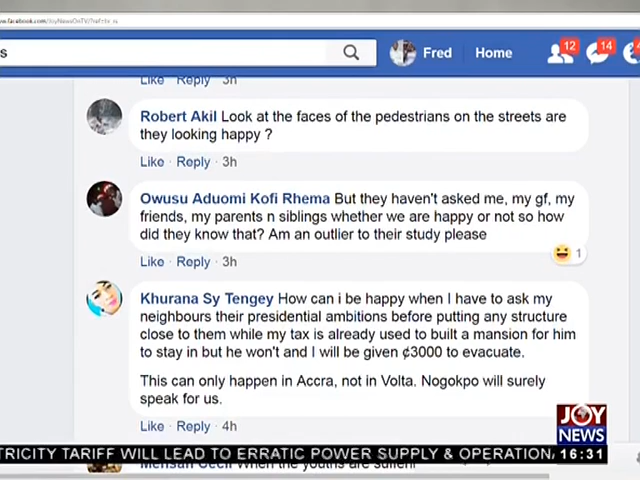 www.facebook.com/JoyNewsOnTV/?ref=br_rs
s
Fred
Home
12
14
Like · Reply · 3h
Robert Akil Look at the faces of the pedestrians on the streets are
they looking happy ?
Like · Reply · 3h
Owusu Aduomi Kofi Rhema But they haven't asked me, my gf, my
friends, my parents n siblings whether we are happy or not so how
did they know that? Am an outlier to their study please
1
Like · Reply · 3h
Khurana Sy Tengey How can i be happy when I have to ask my
neighbours their presidential ambitions before putting any structure
close to them while my tax is already used to built a mansion for him
to stay in but he won't and I will be given ¢3000 to evacuate.
This can only happen in Accra, not in Volta. Nogokpo will surely
speak for us.
Like · Reply · 4h
JOY
NEWS
TRICITY TARIFF WILL LEAD TO ERRATIC POWER SUPPLY & OPERATION
16:31
When the youths are suffer